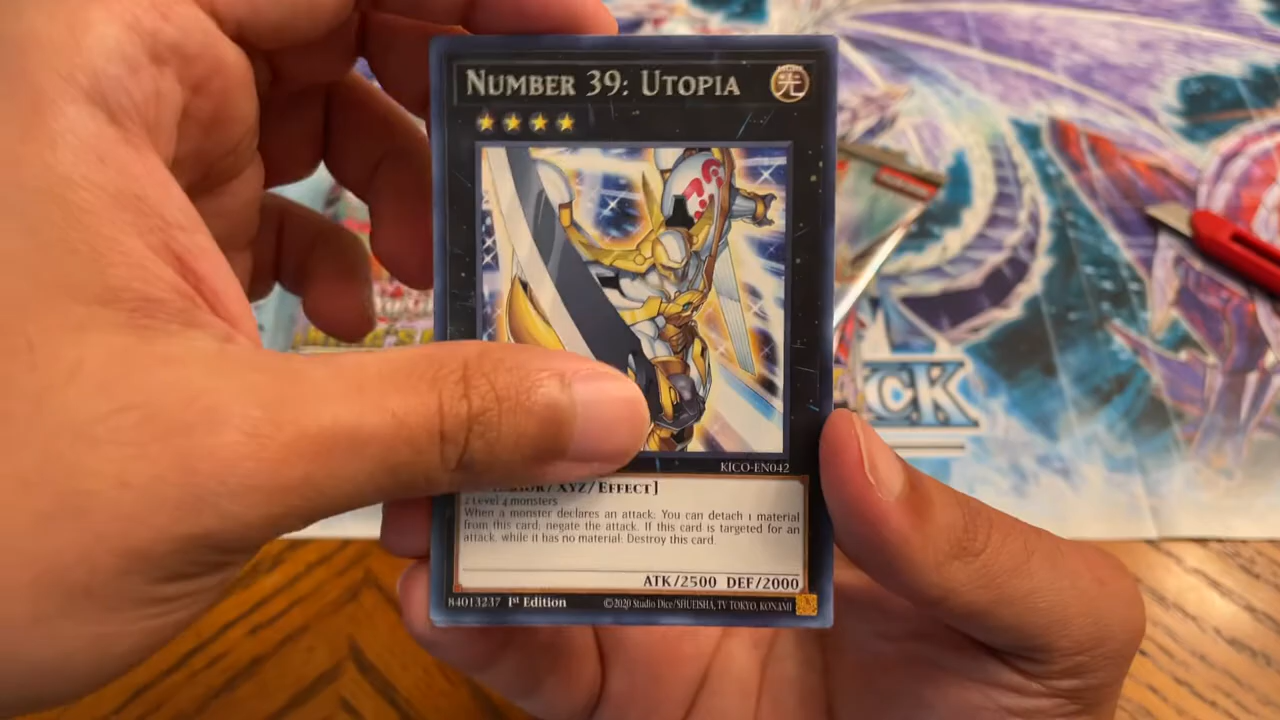 NUMBER 39: UTOPIA
光
KICO-EN042
/XYZ/EFFECT]
2 Level 4 monsters
When a monster declares an attack: You can detach 1 material
from this card; negate the attack. If this card is targeted for an
attack, while it has no material: Destroy this card.
ATK/2500 DEF/2000
84013237 1st Edition
©2020 Studio Dice/SHUEISHA, TV TOKYO, KONAMI
CK